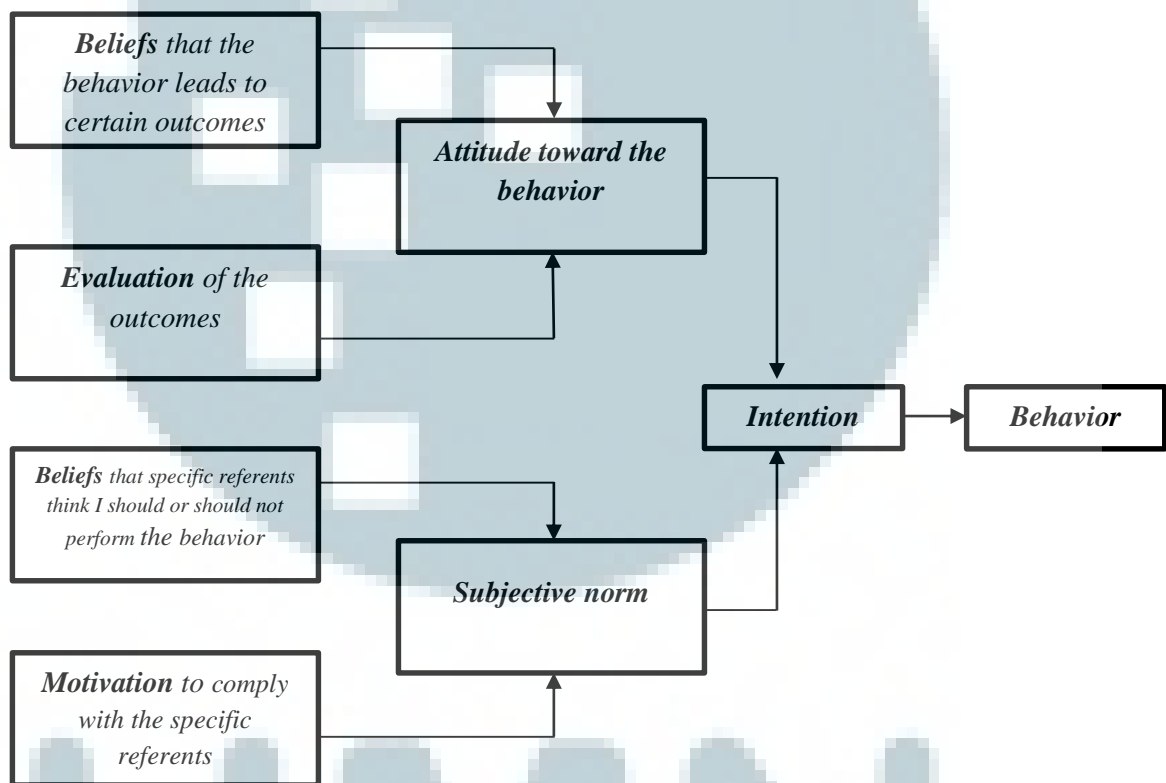 Beliefs that the
behavior leads to
certain outcomes
Attitude toward the
behavior
Evaluation of the
outcomes
Intention
Behavior
Beliefs that specific referents
think I should or should not
perform the behavior
Subjective norm
Motivation to comply
with the specific
referents